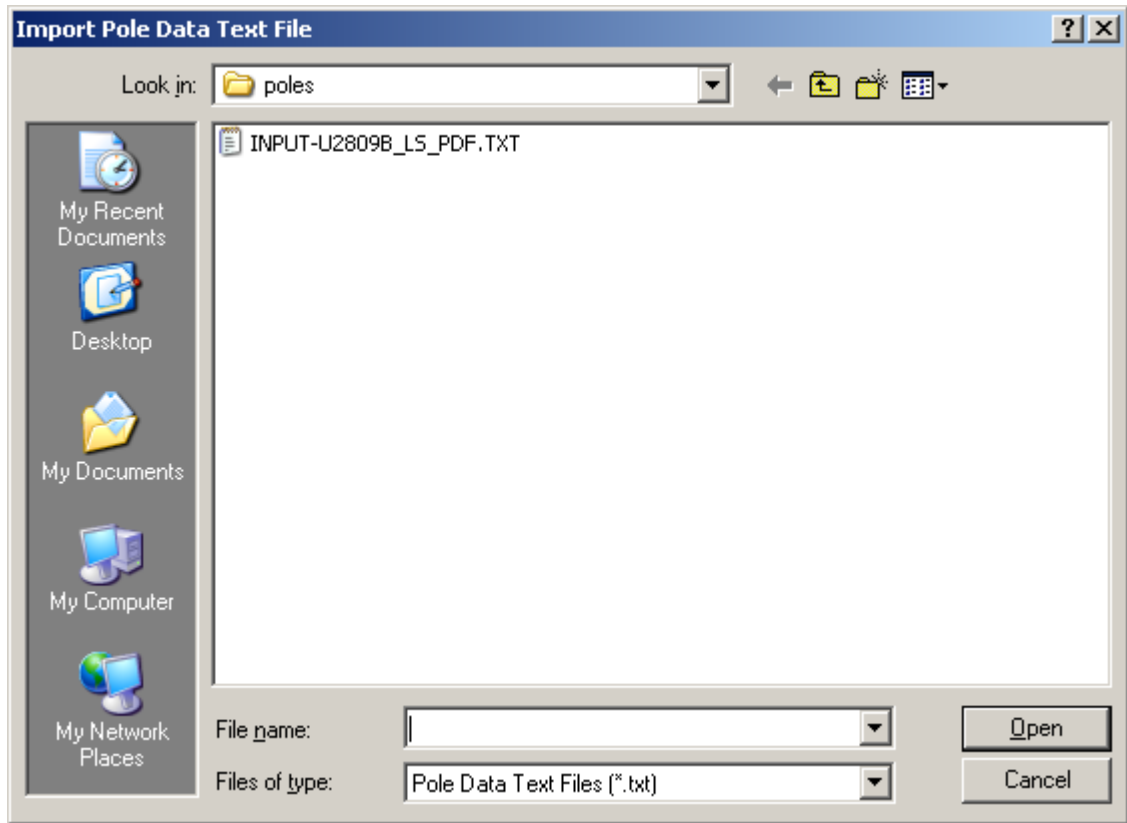 Import Pole Data Text File
Look in: poles
INPUT-U2809B_LS_PDF.TXT
My Recent
Documents
Desktop
My Documents
My Computer
My Network
Places
File name:
Open
Files of type: Pole Data Text Files (*.txt)
Cancel